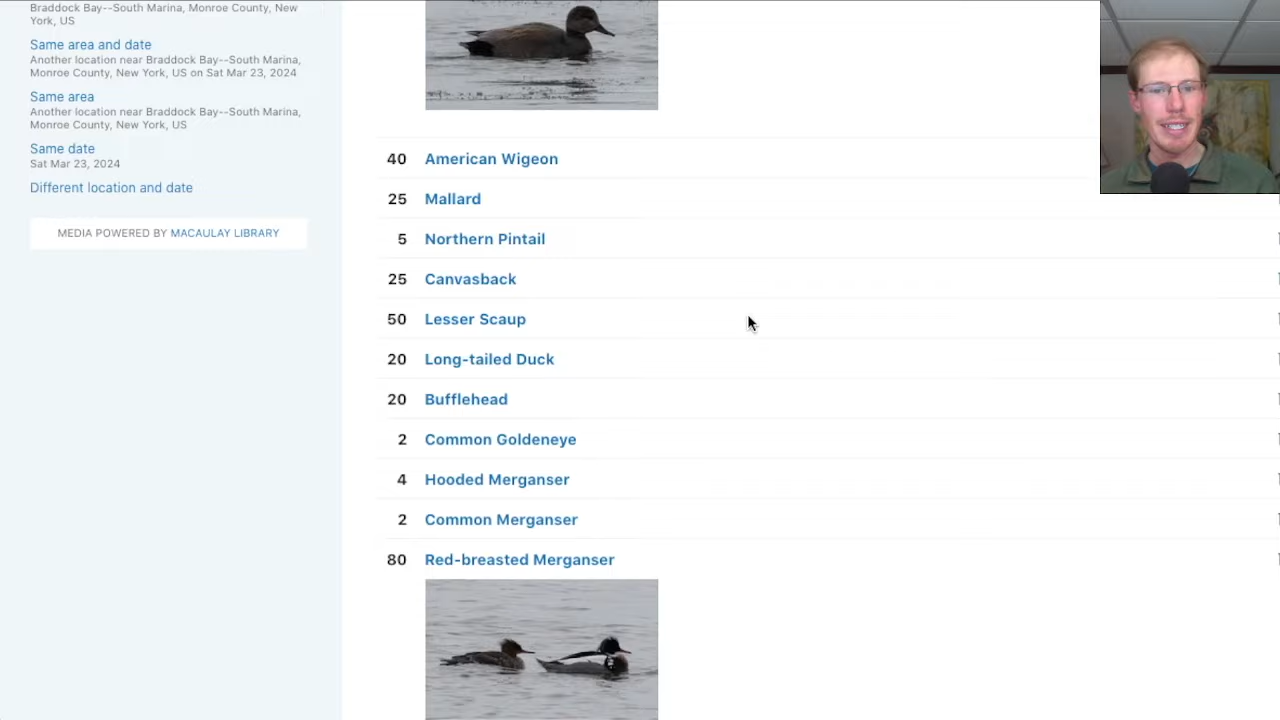 Braddock Bay--South Marina, Monroe County, New
York, US
Same area and date
Another location near Braddock Bay--South Marina,
Monroe County, New York, US on Sat Mar 23, 2024
Same area
Another location near Braddock Bay--South Marina,
Monroe County, New York, US
Same date
Sat Mar 23, 2024
Different location and date
MEDIA POWERED BY MACAULAY LIBRARY
40 American Wigeon
25 Mallard
5 Northern Pintail
25 Canvasback
50 Lesser Scaup
20 Long-tailed Duck
20 Bufflehead
2 Common Goldeneye
4 Hooded Merganser
2 Common Merganser
80 Red-breasted Merganser